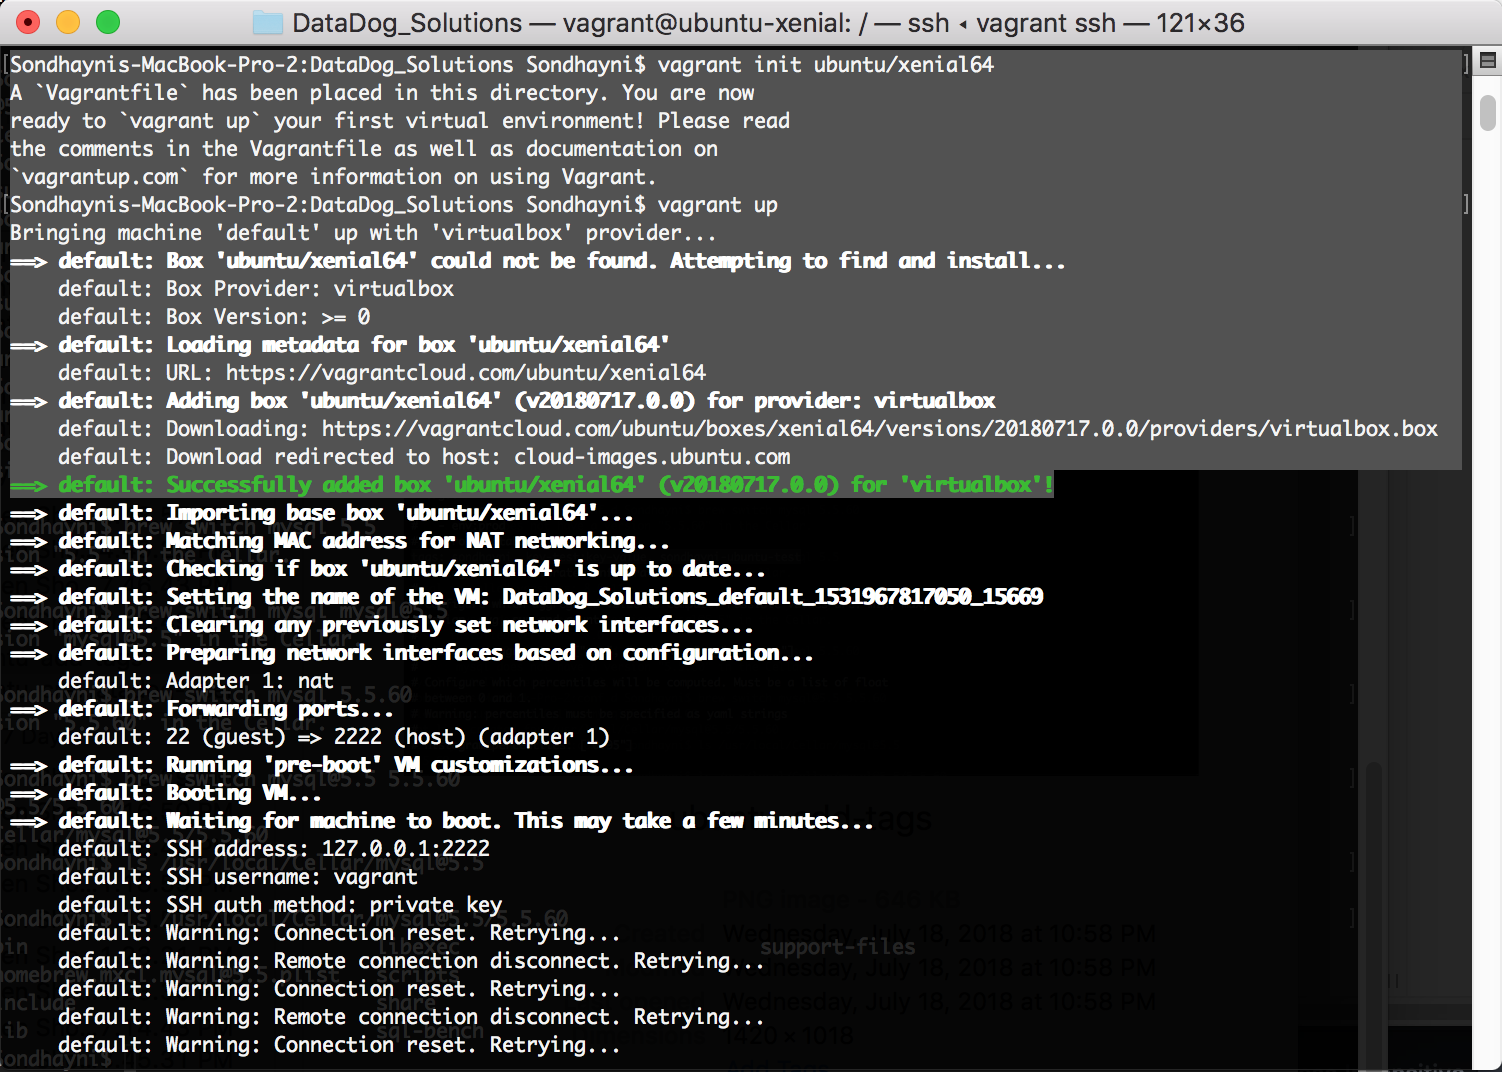 DataDog_Solutions — vagrant@ubuntu-xenial: / — ssh ◂ vagrant ssh — 121×36
[Sondhaynis-MacBook-Pro-2:DataDog_Solutions Sondhayni$ vagrant init ubuntu/xenial64 ]
A `Vagrantfile` has been placed in this directory. You are now
ready to `vagrant up` your first virtual environment! Please read
the comments in the Vagrantfile as well as documentation on
`vagrantup.com` for more information on using Vagrant.
[Sondhaynis-MacBook-Pro-2:DataDog_Solutions Sondhayni$ vagrant up ]
Bringing machine 'default' up with 'virtualbox' provider...
==> default: Box 'ubuntu/xenial64' could not be found. Attempting to find and install...
    default: Box Provider: virtualbox
    default: Box Version: >= 0
==> default: Loading metadata for box 'ubuntu/xenial64'
    default: URL: https://vagrantcloud.com/ubuntu/xenial64
==> default: Adding box 'ubuntu/xenial64' (v20180717.0.0) for provider: virtualbox
    default: Downloading: https://vagrantcloud.com/ubuntu/boxes/xenial64/versions/20180717.0.0/providers/virtualbox.box
    default: Download redirected to host: cloud-images.ubuntu.com
==> default: Successfully added box 'ubuntu/xenial64' (v20180717.0.0) for 'virtualbox'!
==> default: Importing base box 'ubuntu/xenial64'...
==> default: Matching MAC address for NAT networking...
==> default: Checking if box 'ubuntu/xenial64' is up to date...
==> default: Setting the name of the VM: DataDog_Solutions_default_1531967817050_15669
==> default: Clearing any previously set network interfaces...
==> default: Preparing network interfaces based on configuration...
    default: Adapter 1: nat
==> default: Forwarding ports...
    default: 22 (guest) => 2222 (host) (adapter 1)
==> default: Running 'pre-boot' VM customizations...
==> default: Booting VM...
==> default: Waiting for machine to boot. This may take a few minutes...
    default: SSH address: 127.0.0.1:2222
    default: SSH username: vagrant
    default: SSH auth method: private key
    default: Warning: Connection reset. Retrying...
    default: Warning: Remote connection disconnect. Retrying...
    default: Warning: Connection reset. Retrying...
    default: Warning: Remote connection disconnect. Retrying...
    default: Warning: Connection reset. Retrying...